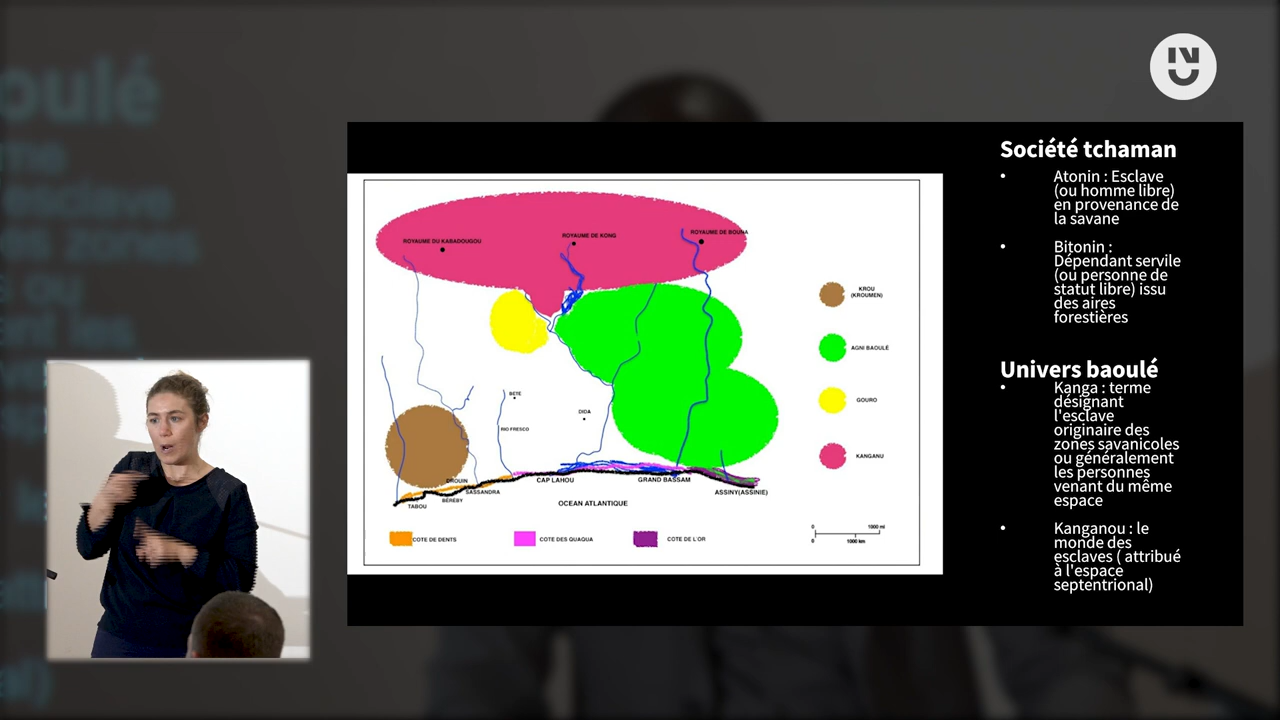 oulé
Société tchaman
• Atonin : Esclave
(ou homme libre)
en provenance de
la savane
• Bitonin :
Dépendant servile
(ou personne de
statut libre) issu
des aires
forestières
Univers baoulé
• Kanga : terme
désignant
l'esclave
originaire des
zones savanicoles
ou généralement
les personnes
venant du même
espace
• Kanganou : le
monde des
esclaves ( attribué
à l'espace
septentrional)
ROYAUME DU KABADOUGOU
ROYAUME DE KONG
ROYAUME DE BOUNA
KROU
(KROUMEN)
AGNI BAOULÉ
GOURO
KANGANU
BETE
DIDA
RIO FRESCO
DROUIN
SASSANDRA
BEREBY
TABOU
CAP LAHOU
GRAND BASSAM
ASSINY(ASSINIE)
OCEAN ATLANTIQUE
COTE DE DENTS
COTE DES QUAQUA
COTE DE L'OR
0 1000 mi
0 1000 km